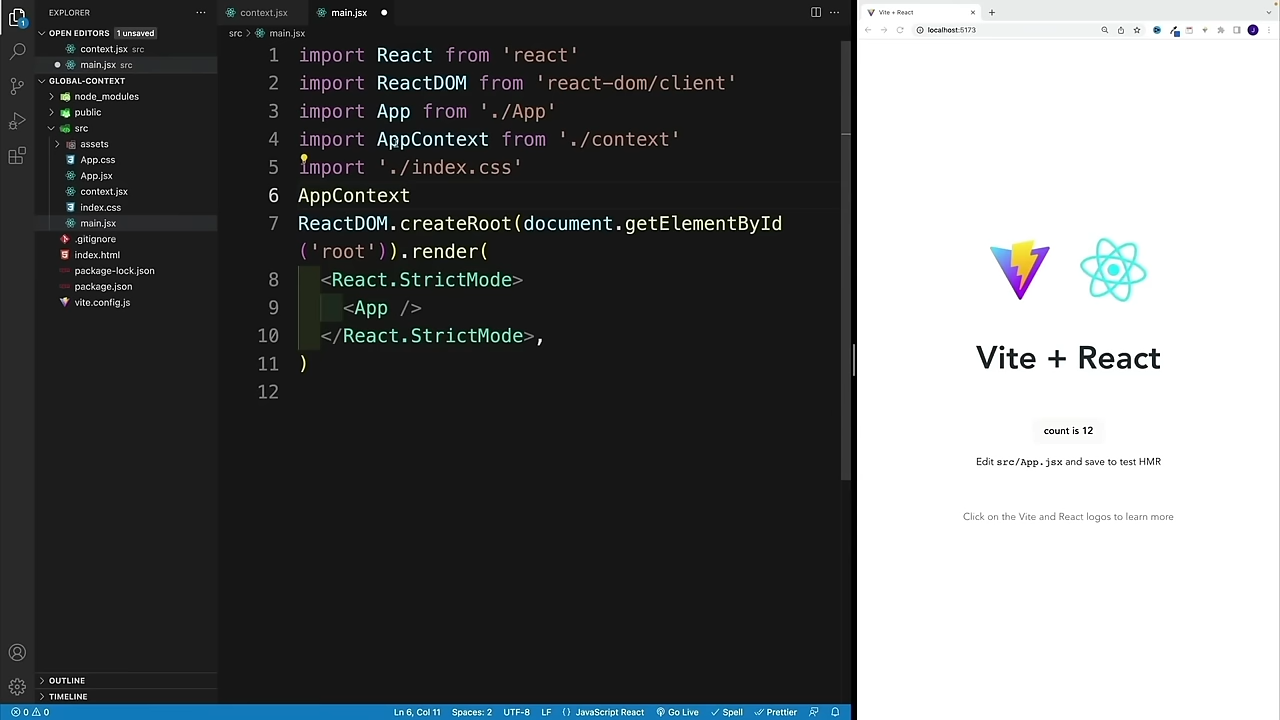 EXPLORER
OPEN EDITORS 1 unsaved
context.jsx src
main.jsx src
GLOBAL-CONTEXT
node_modules
public
src
assets
App.css
App.jsx
context.jsx
index.css
main.jsx
.gitignore
index.html
package-lock.json
package.json
vite.config.js
OUTLINE
TIMELINE
1
context.jsx
main.jsx
src > main.jsx
1 import React from 'react'
2 import ReactDOM from 'react-dom/client'
3 import App from './App'
4 import AppContext from './context'
5 import './index.css'
6 AppContext
7 ReactDOM.createRoot(document.getElementById
('root')).render(
8 <React.StrictMode>
9 <App />
10 </React.StrictMode>,
11 )
12
0 0
Ln 6, Col 11 Spaces: 2 UTF-8 LF JavaScript React Go Live Spell Prettier
Vite + React
localhost:5173
J
Vite + React
count is 12
Edit src/App.jsx and save to test HMR
Click on the Vite and React logos to learn more